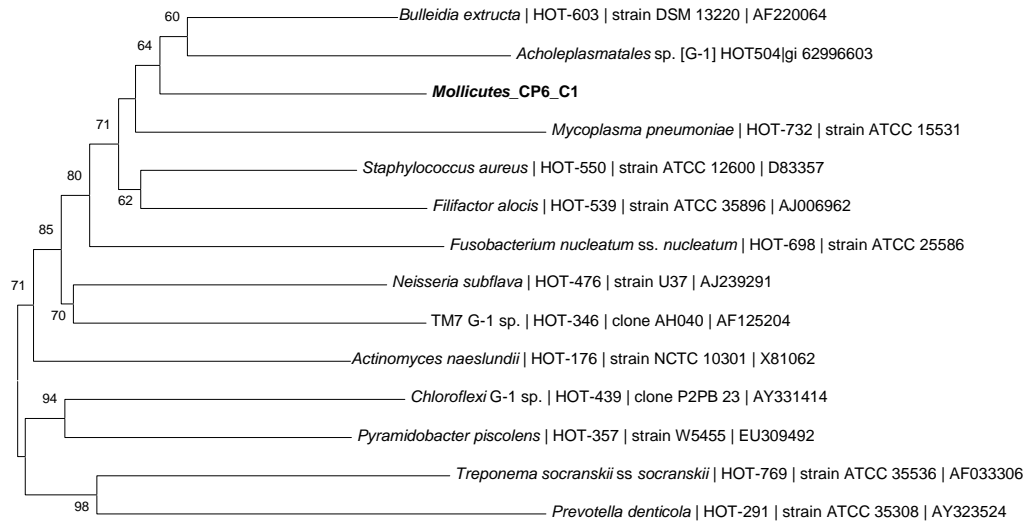 60
Bulleidia extructa | HOT-603 | strain DSM 13220 | AF220064
64
Acholeplasmatales sp. [G-1] HOT504|gi 62996603
Mollicutes_CP6_C1
71
Mycoplasma pneumoniae | HOT-732 | strain ATCC 15531
80
Staphylococcus aureus | HOT-550 | strain ATCC 12600 | D83357
62
Filifactor alocis | HOT-539 | strain ATCC 35896 | AJ006962
85
Fusobacterium nucleatum ss. nucleatum | HOT-698 | strain ATCC 25586
71
Neisseria subflava | HOT-476 | strain U37 | AJ239291
70
TM7 G-1 sp. | HOT-346 | clone AH040 | AF125204
Actinomyces naeslundii | HOT-176 | strain NCTC 10301 | X81062
94
Chloroflexi G-1 sp. | HOT-439 | clone P2PB 23 | AY331414
Pyramidobacter piscolens | HOT-357 | strain W5455 | EU309492
Treponema socranskii ss socranskii | HOT-769 | strain ATCC 35536 | AF033306
98
Prevotella denticola | HOT-291 | strain ATCC 35308 | AY323524